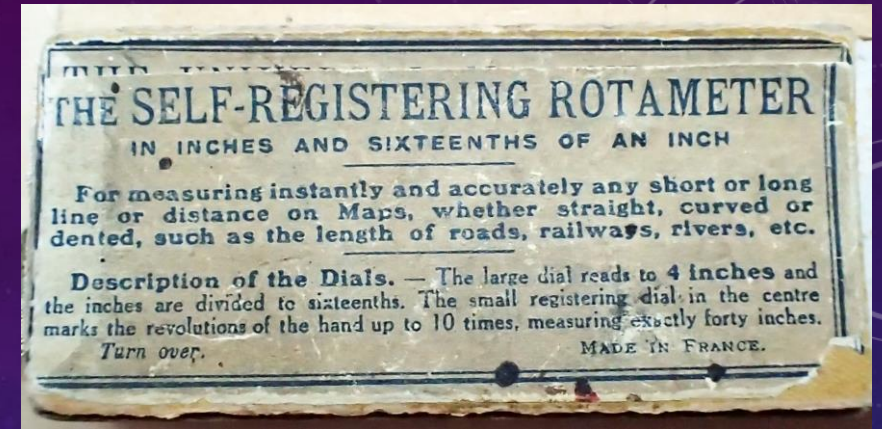 THE SELF-REGISTERING ROTAMETER
IN INCHES AND SIXTEENTHS OF AN INCH
For measuring instantly and accurately any short or long
line or distance on Maps, whether straight, curved or
dented, such as the length of roads, railways, rivers, etc.
Description of the Dials. — The large dial reads to 4 inches and
the inches are divided to sixteenths. The small registering dial in the centre
marks the revolutions of the hand up to 10 times, measuring exactly forty inches.
Turn over. MADE IN FRANCE.